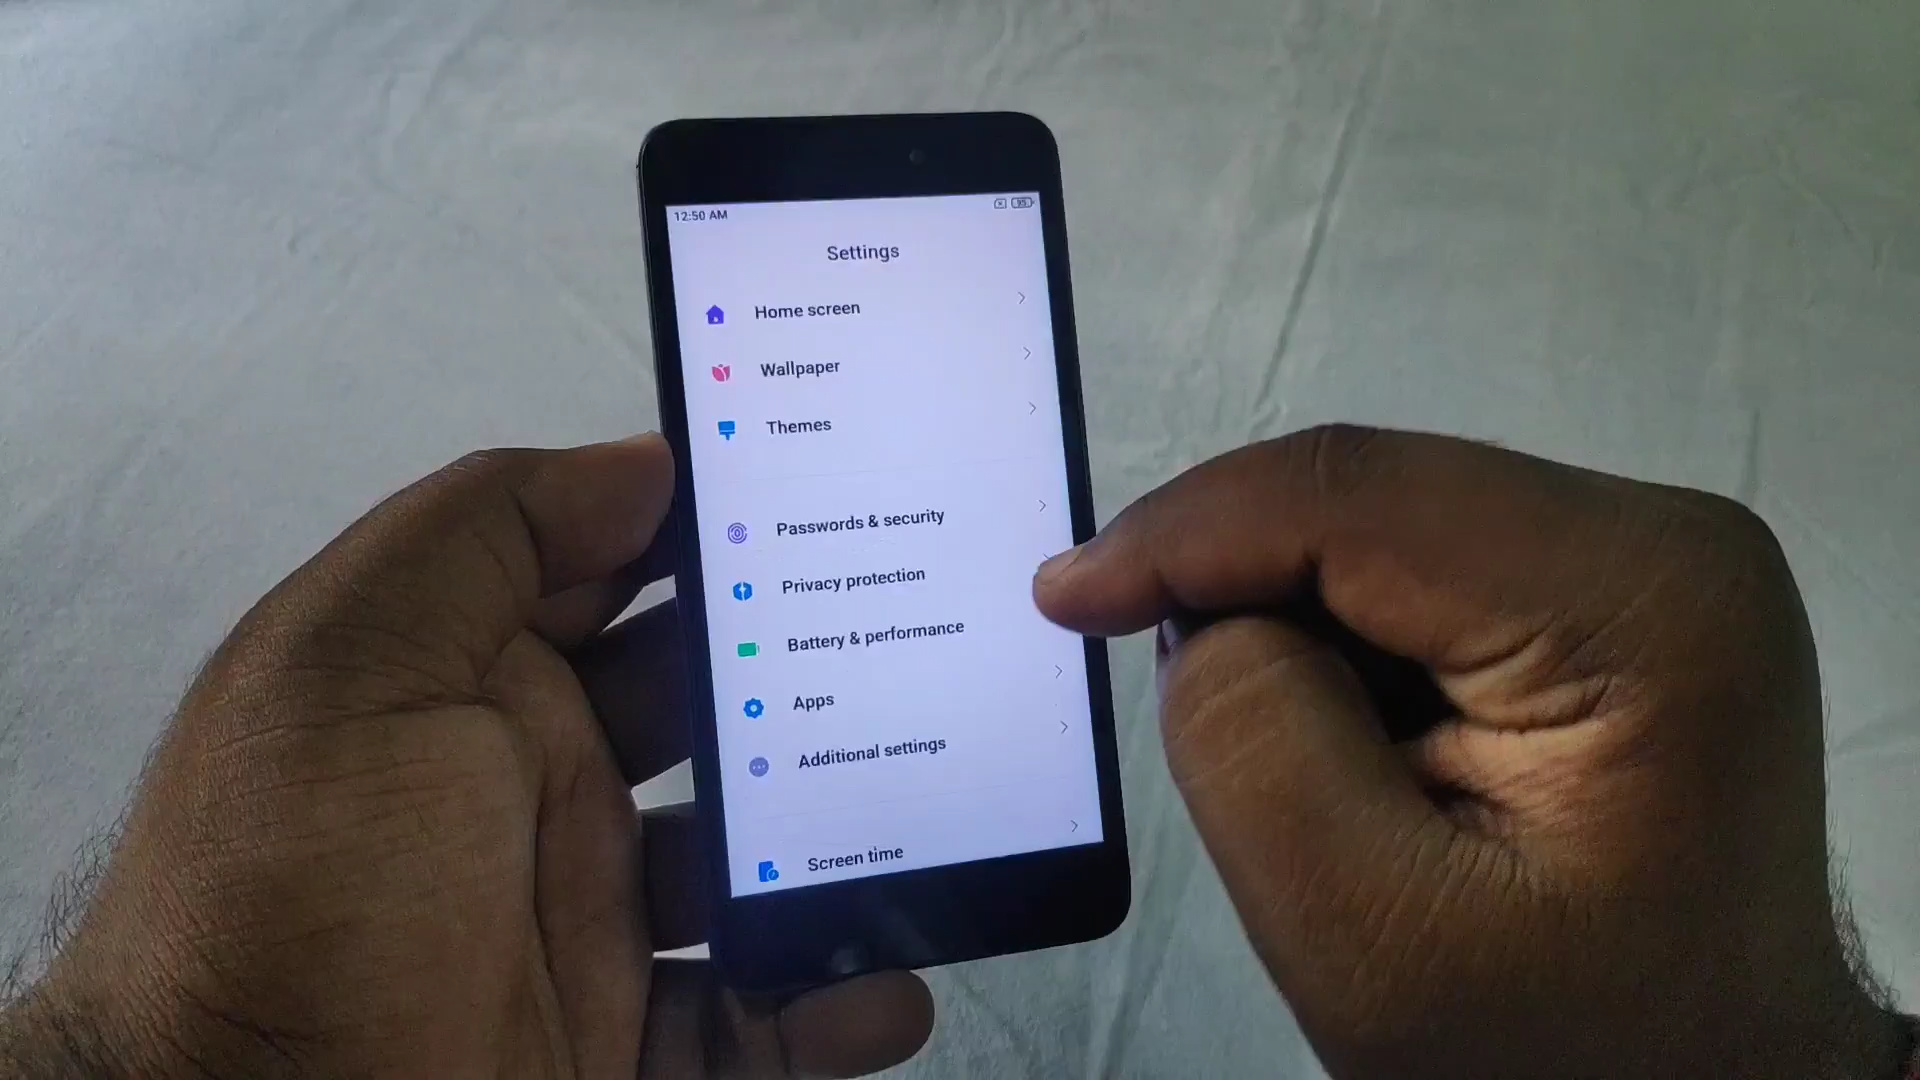 12:50 AM
95
Settings
Home screen
Wallpaper
Themes
Passwords & security
Privacy protection
Battery & performance
Apps
Additional settings
Screen time